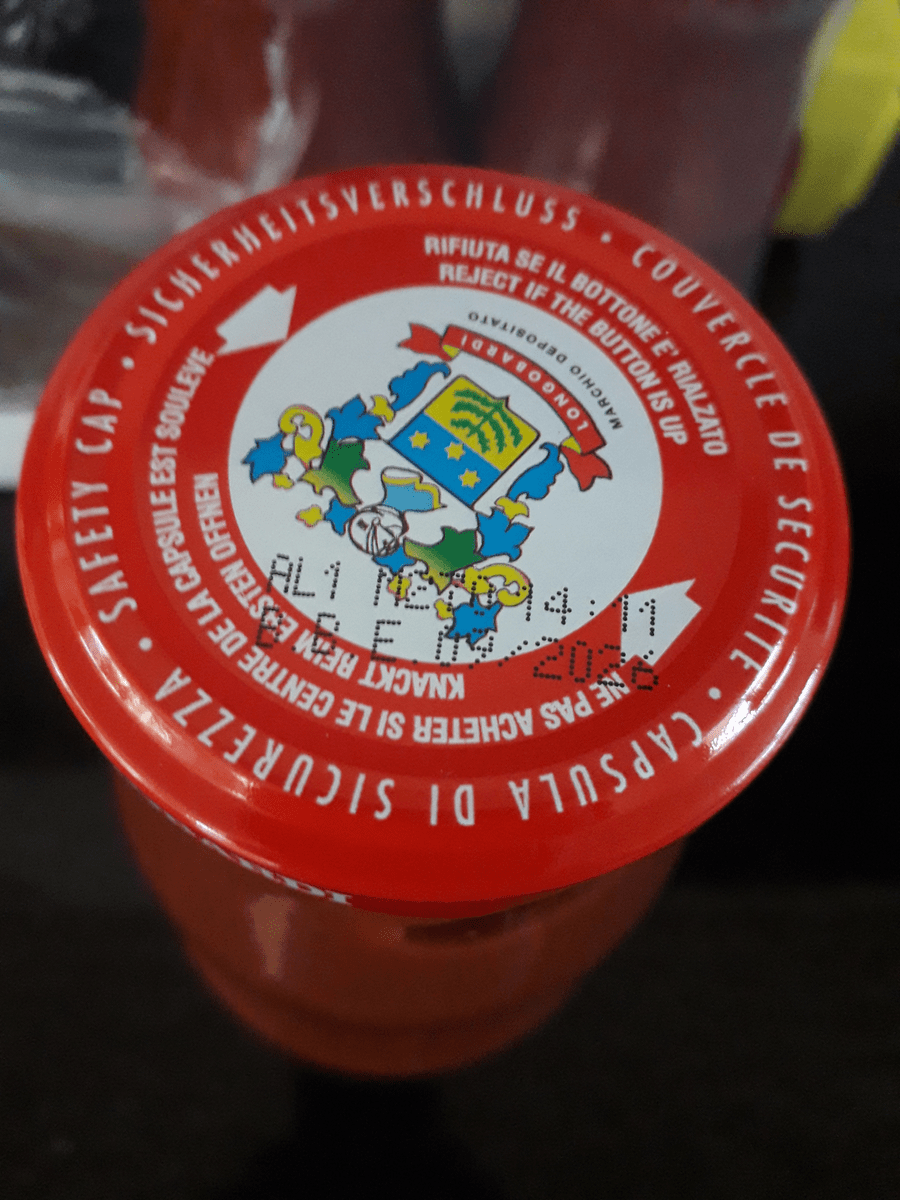 SAFETY CAP • SICHERHEITSVERSCHLUSS • COUVERCLE DE SECURITE • CAPSULA DI SICUREZZA •
RIFIUTA SE IL BOTTONE E' RIALZATO
REJECT IF THE BUTTON IS UP
NE PAS ACHETER SI LE CENTRE DE LA CAPSULE EST SOULEVE
KNACKT BEIM ERSTEN OFFNEN
LONGOBARDI
MARCHIO DEPOSITATO
AL1 14:11
B.B E. 2026